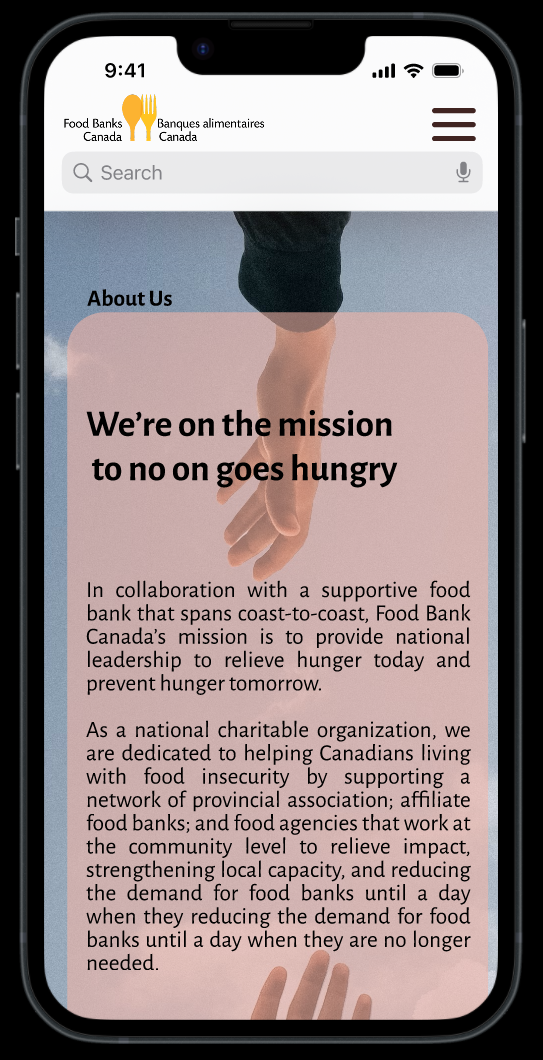 9:41
Food Banks Banques alimentaires
Canada Canada
Search
About Us
We’re on the mission
to no on goes hungry
In collaboration with a supportive food
bank that spans coast-to-coast, Food Bank
Canada’s mission is to provide national
leadership to relieve hunger today and
prevent hunger tomorrow.
As a national charitable organization, we
are dedicated to helping Canadians living
with food insecurity by supporting a
network of provincial association; affiliate
food banks; and food agencies that work at
the community level to relieve impact,
strengthening local capacity, and reducing
the demand for food banks until a day
when they reducing the demand for food
banks until a day when they are no longer
needed.